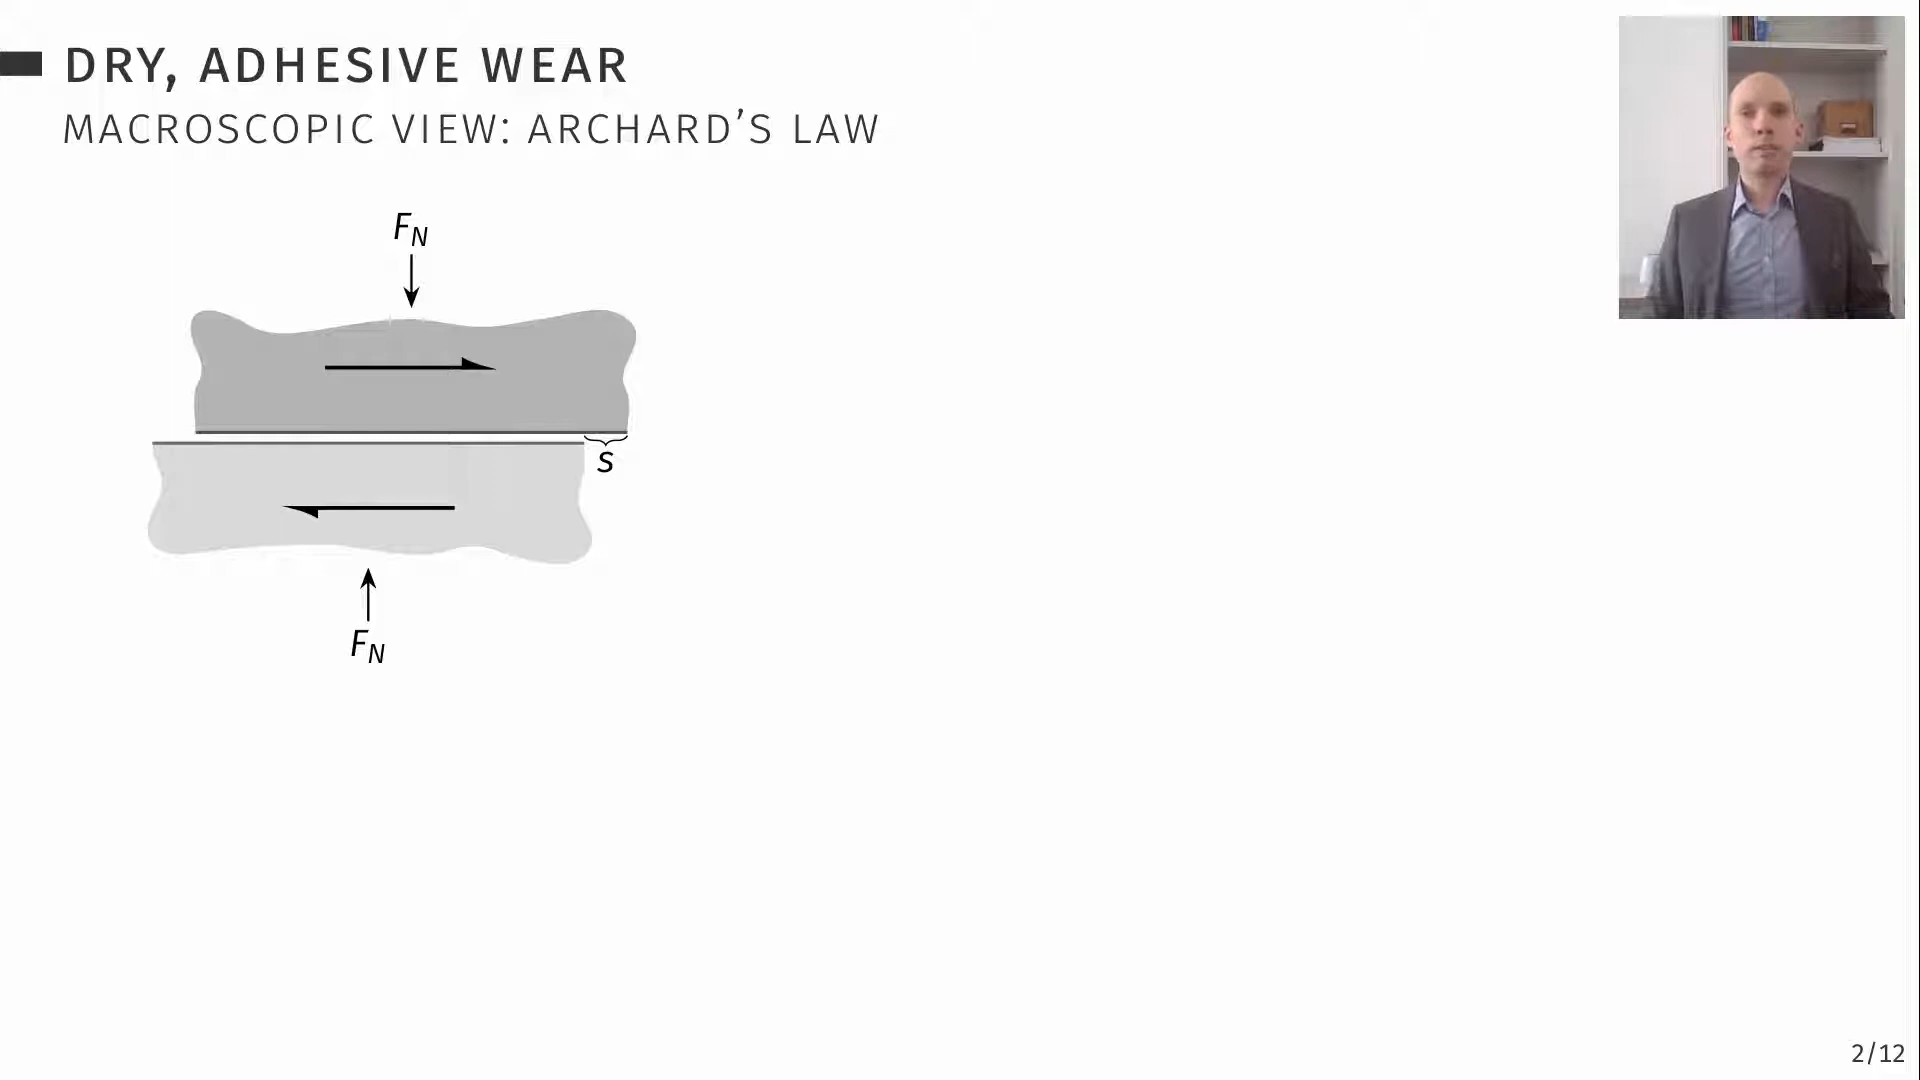 DRY, ADHESIVE WEAR
MACROSCOPIC VIEW: ARCHARD’S LAW
F_N
s
F_N
2/12